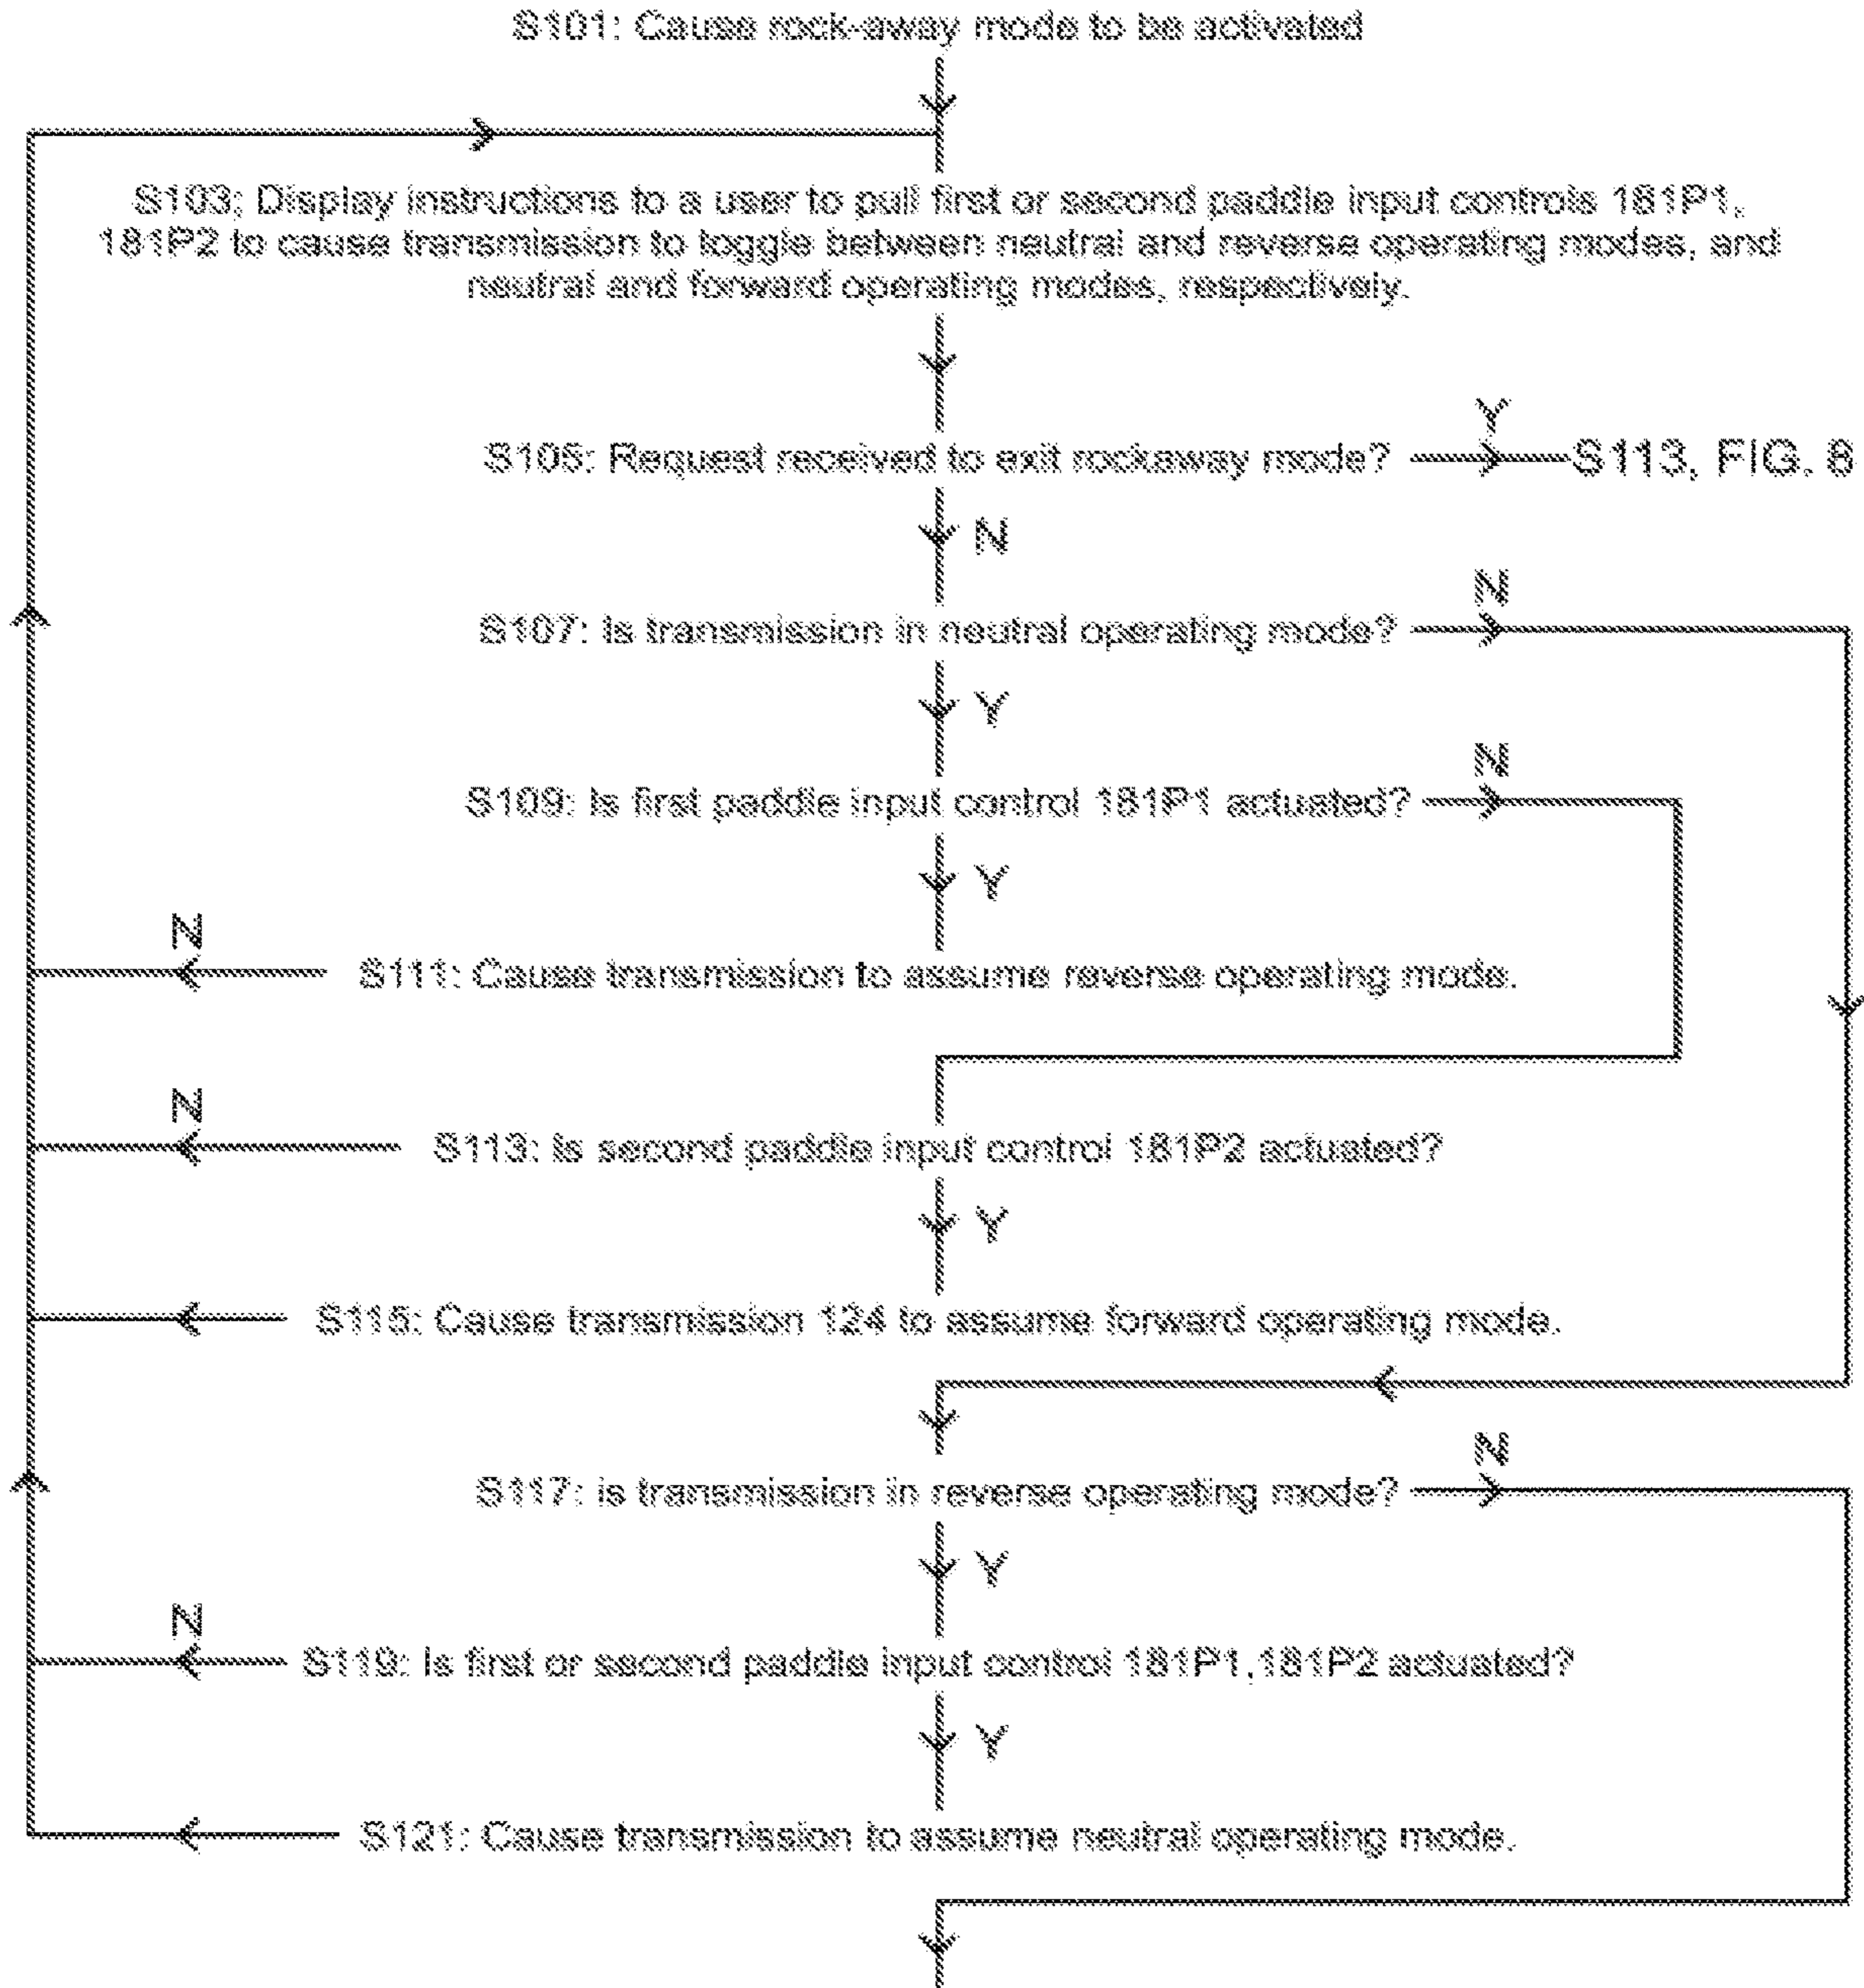 S101: Cause rock-away mode to be activated
S103: Display instructions to a user to pull first or second paddle input controls 181P1,
181P2 to cause transmission to toggle between neutral and reverse operating modes, and
neutral and forward operating modes, respectively.
Y
S105: Request received to exit rockaway mode?
S113, FIG. 8
N
N
S107: Is transmission in neutral operating mode?
Y
N
S109: Is first paddle input control 181P1 actuated?
Y
N
S111: Cause transmission to assume reverse operating mode.
N
S113: Is second paddle input control 181P2 actuated?
Y
S115: Cause transmission 124 to assume forward operating mode.
N
S117: is transmission in reverse operating mode?
Y
N
S119: Is first or second paddle input control 181P1,181P2 actuated?
Y
S121: Cause transmission to assume neutral operating mode.